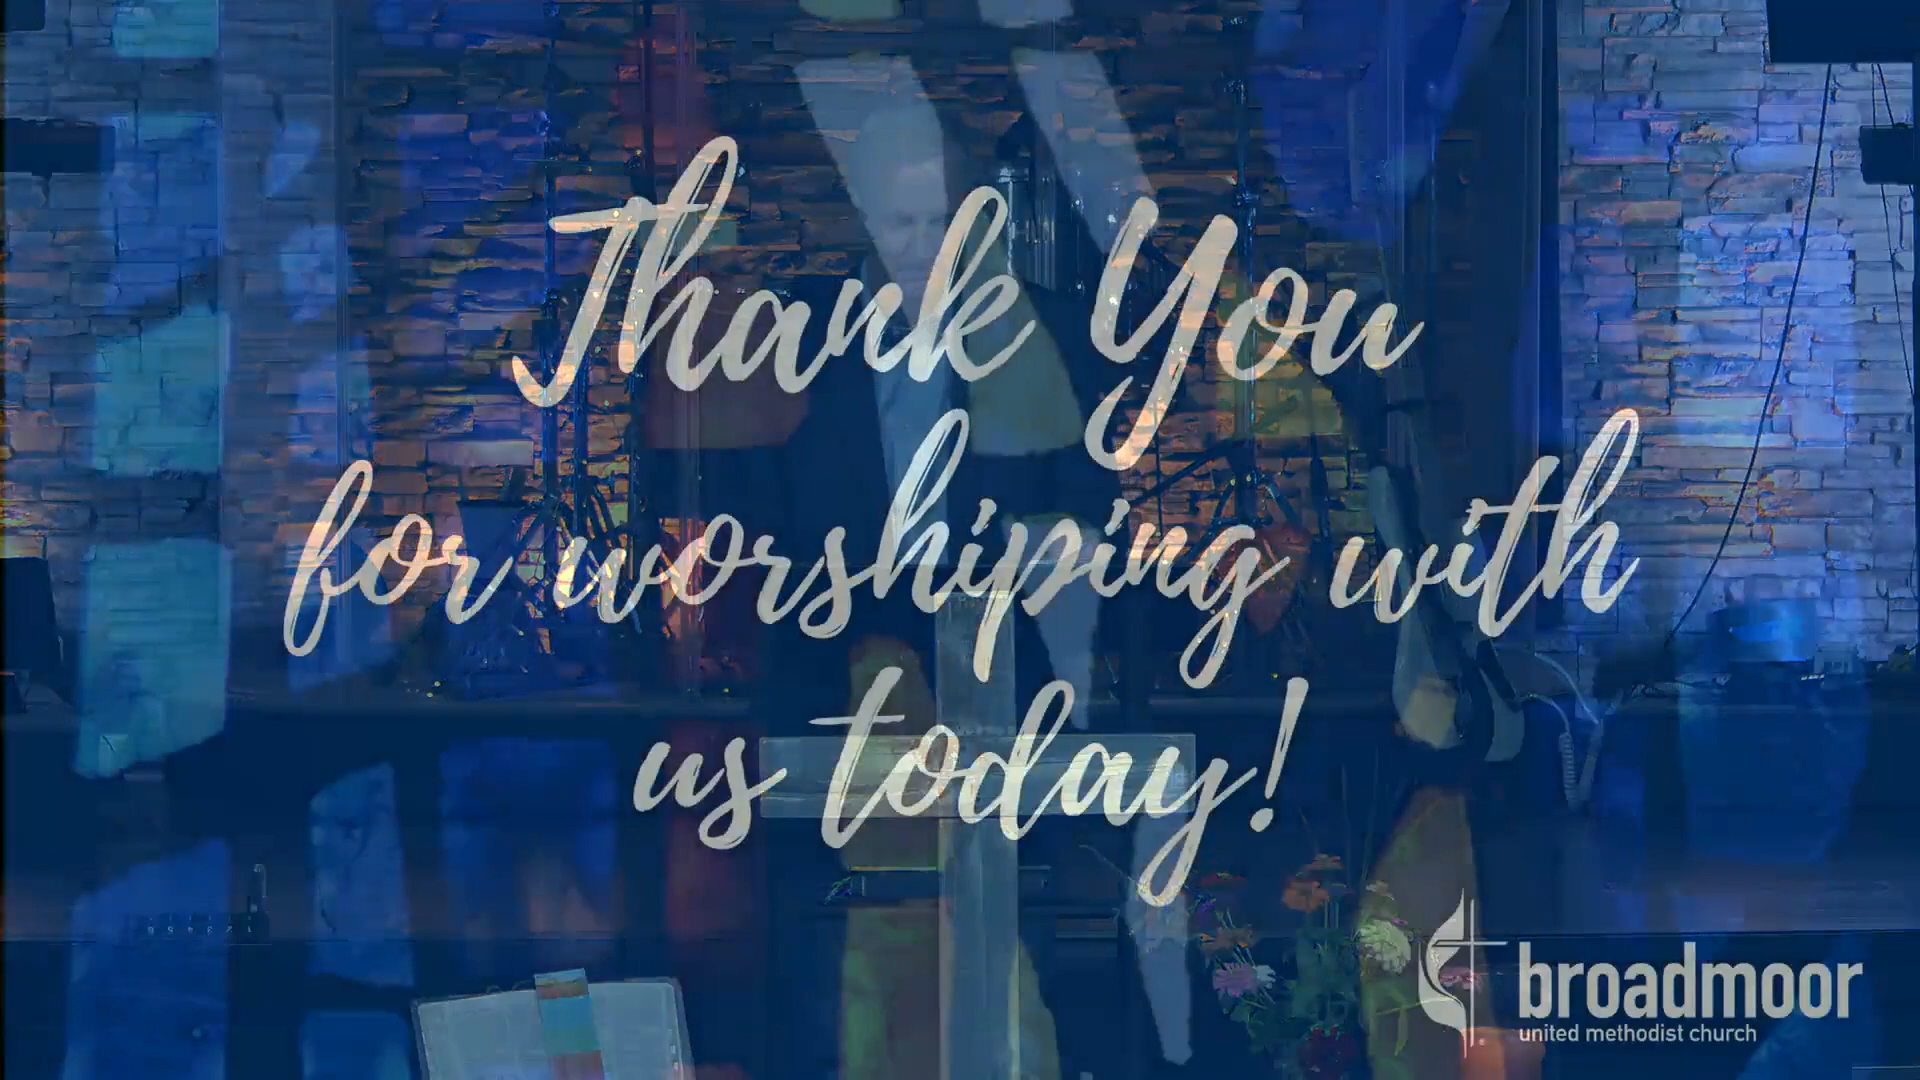 Thank You
for worshiping with
us today!
broadmoor
united methodist church